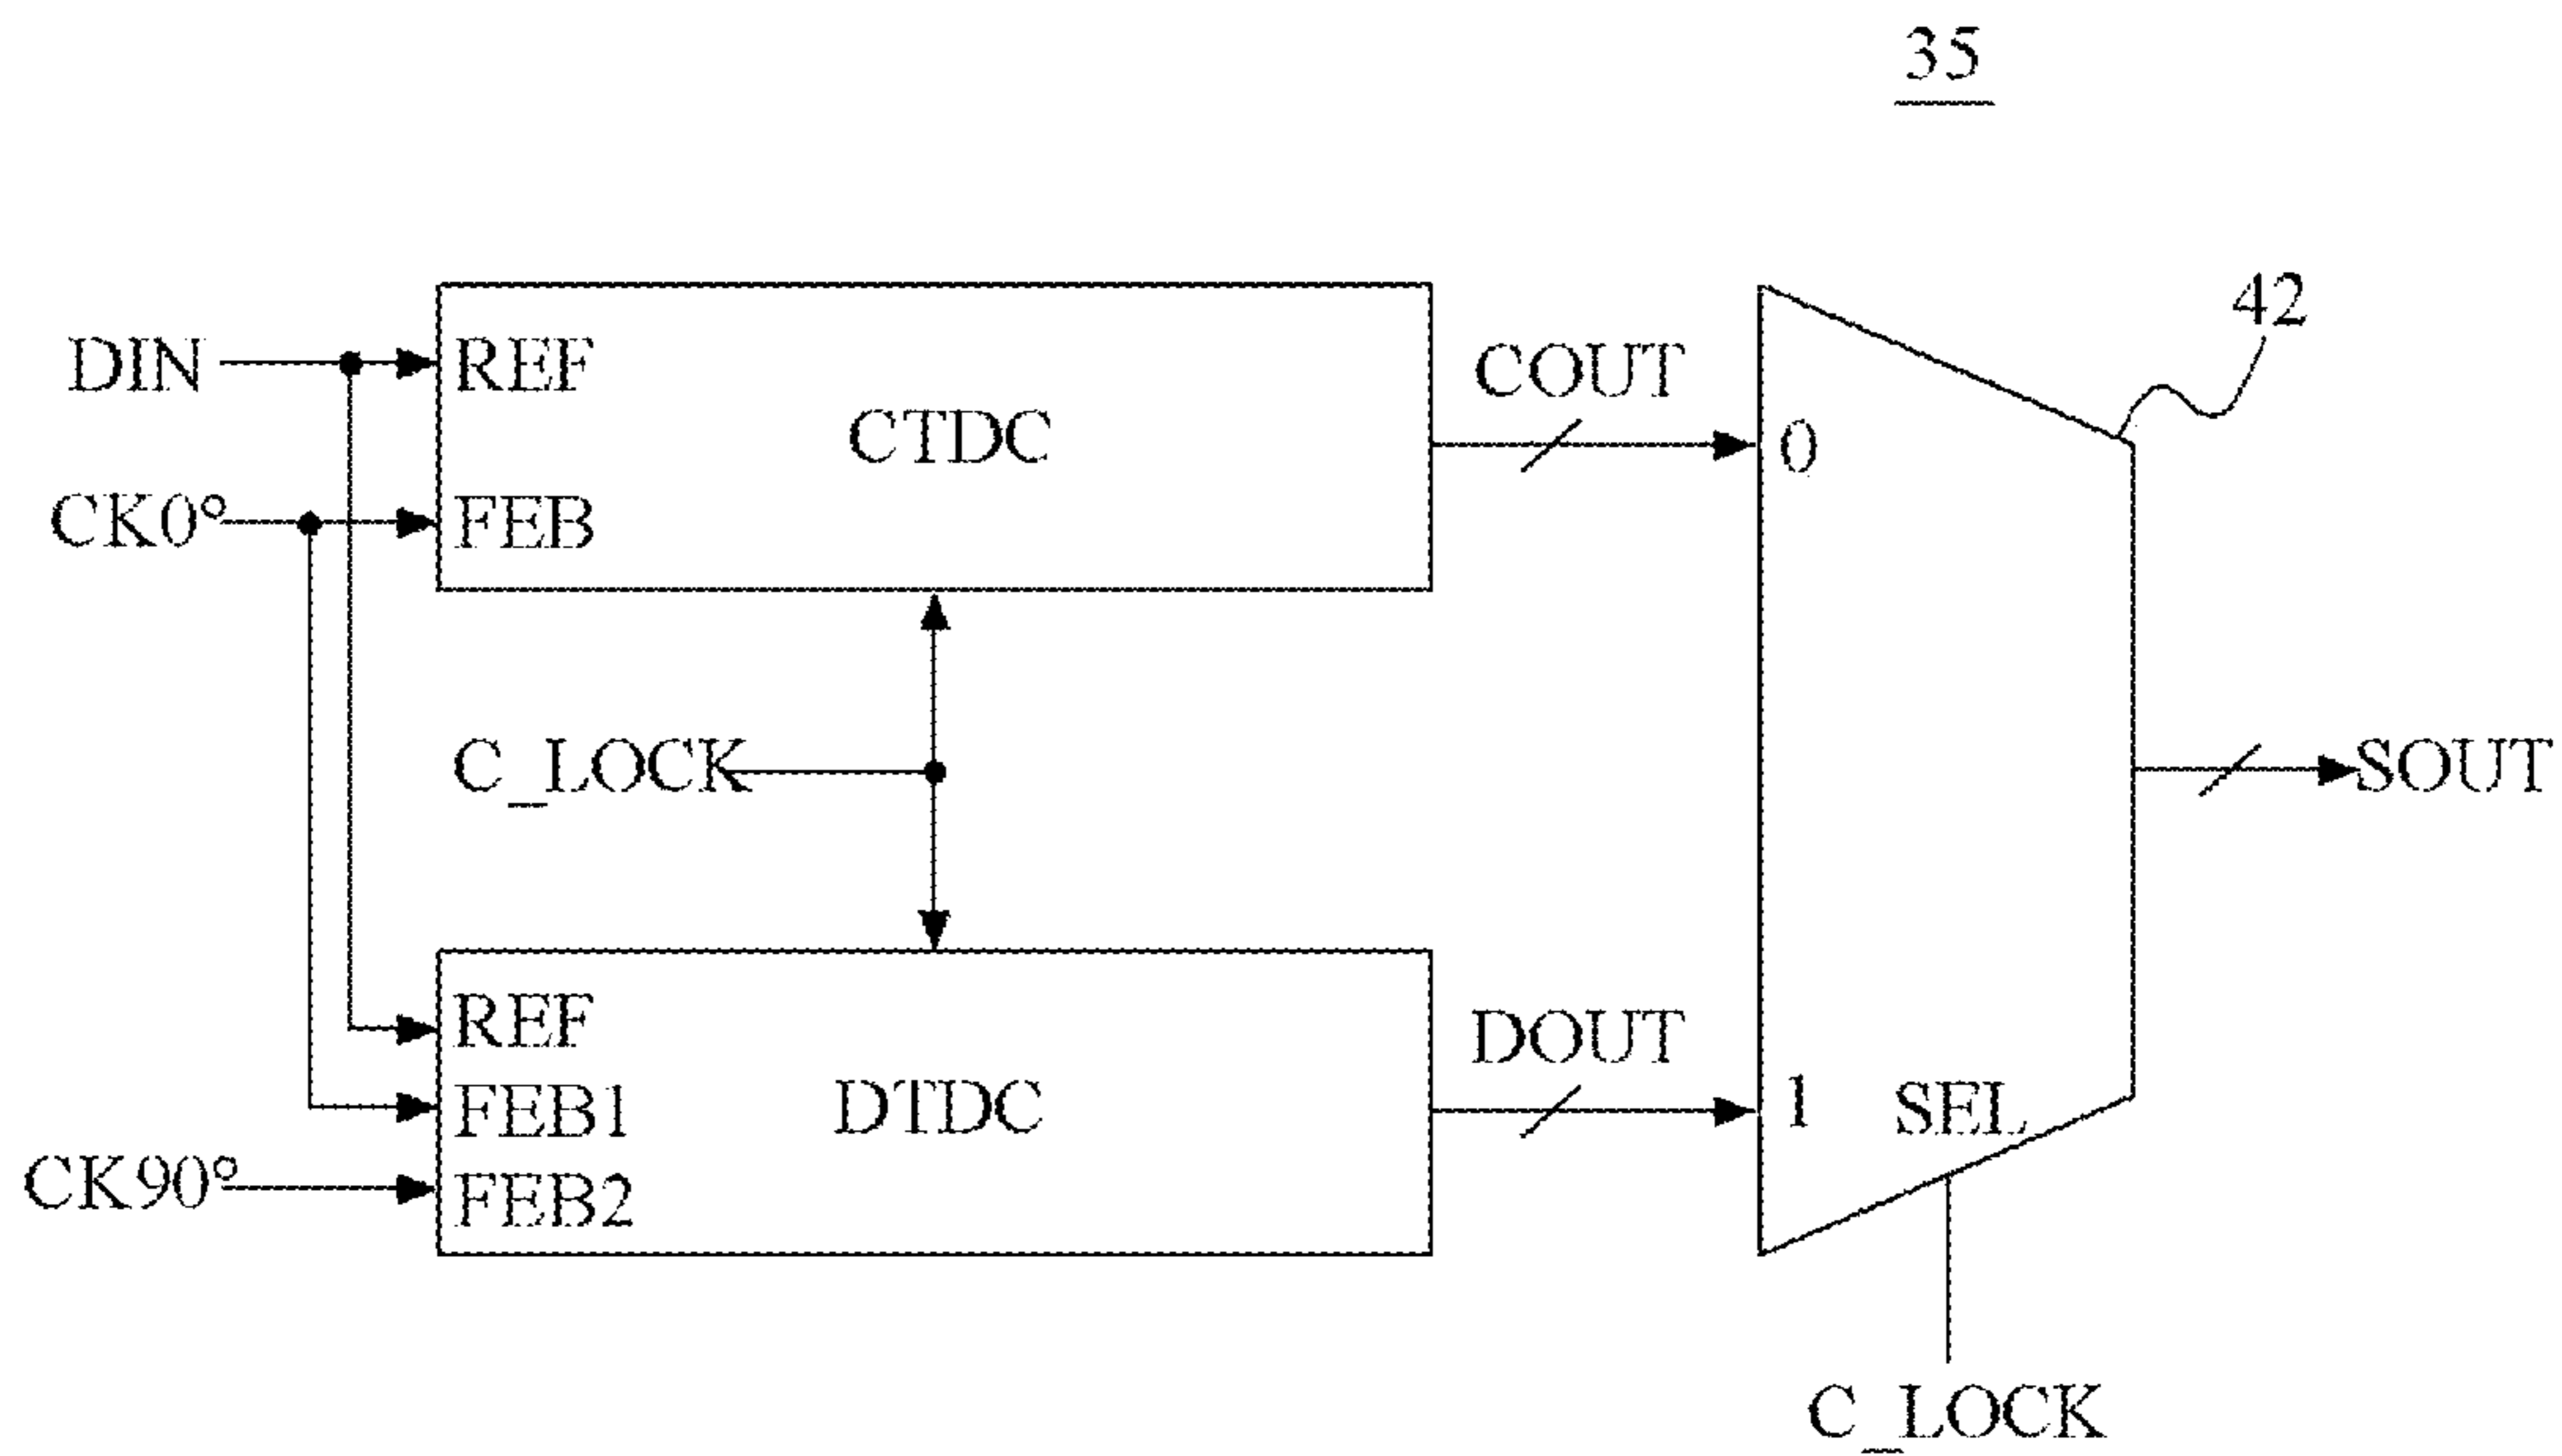 35
42
DIN
REF
COUT
CTDC
0
CK0°
FEB
C_LOCK
SOUT
REF
DOUT
FEB1
DTDC
1
SEL
CK90°
FEB2
C_LOCK